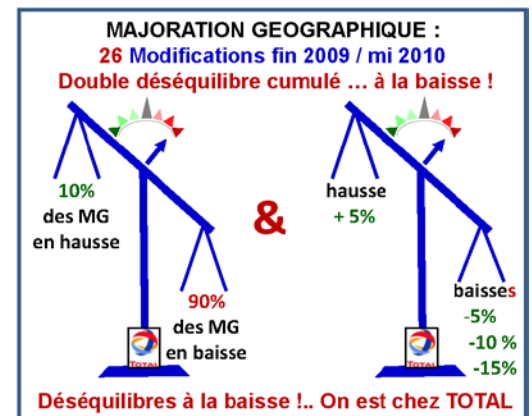 MAJORATION GEOGRAPHIQUE :
26 Modifications fin 2009 / mi 2010
Double déséquilibre cumulé ... à la baisse !
10%
des MG
en hausse
90%
des MG
en baisse
TOTAL
&
hausse
+ 5%
baisses
-5%
-10 %
-15%
TOTAL
Déséquilibres à la baisse !.. On est chez TOTAL